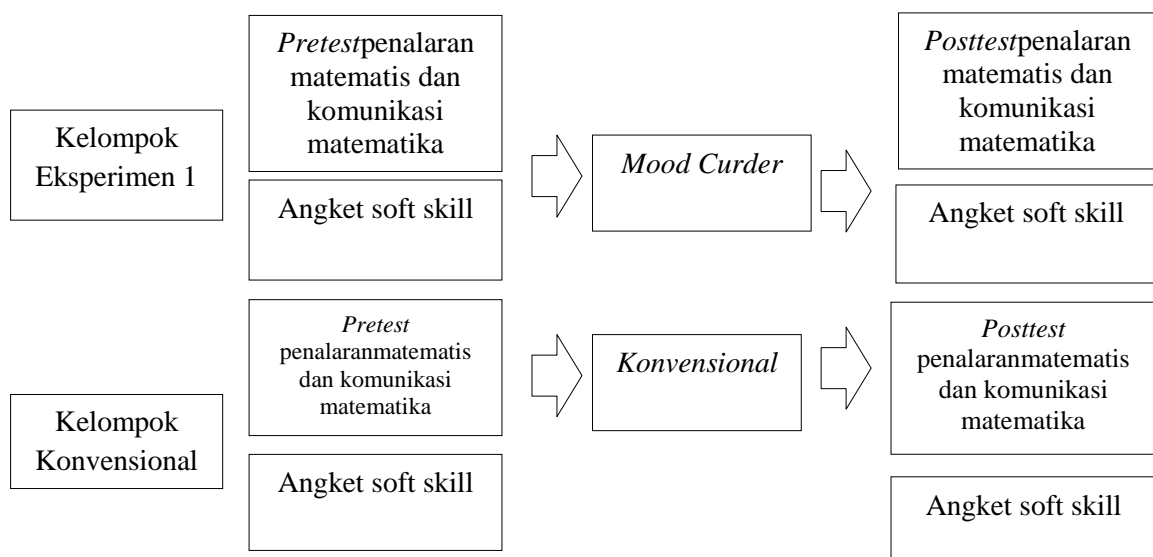 Kelompok
Eksperimen 1
Pretestpenalaran
matematis dan
komunikasi
matematika
Angket soft skill
Mood Curder
Posttestpenalaran
matematis dan
komunikasi
matematika
Angket soft skill
Kelompok
Konvensional
Pretest
penalaranmatematis
dan komunikasi
matematika
Angket soft skill
Konvensional
Posttest
penalaranmatematis
dan komunikasi
matematika
Angket soft skill